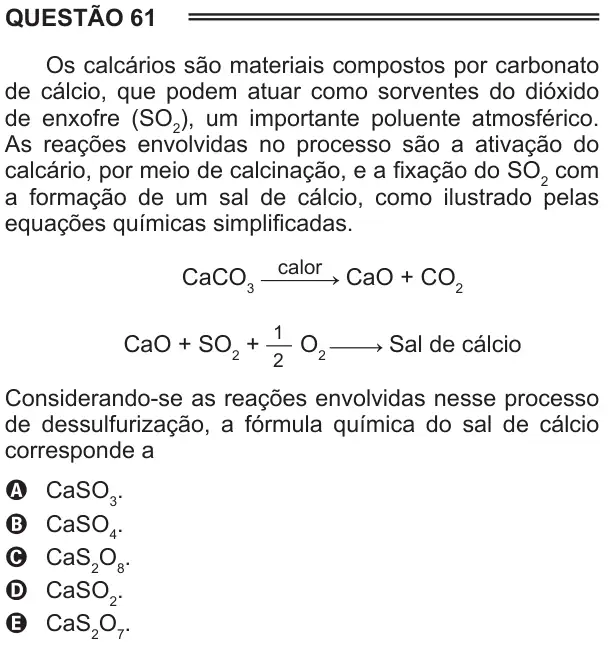 QUESTÃO 61
Os calcários são materiais compostos por carbonato
de cálcio, que podem atuar como sorventes do dióxido
de enxofre (SO₂), um importante poluente atmosférico.
As reações envolvidas no processo são a ativação do
calcário, por meio de calcinação, e a fixação do SO₂ com
a formação de um sal de cálcio, como ilustrado pelas
equações químicas simplificadas.
CaCO₃ —calor→ CaO + CO₂
CaO + SO₂ + 1/2 O₂ ⟶ Sal de cálcio
Considerando-se as reações envolvidas nesse processo
de dessulfurização, a fórmula química do sal de cálcio
corresponde a
A CaSO₃.
B CaSO₄.
C CaS₂O₈.
D CaSO₂.
E CaS₂O₇.